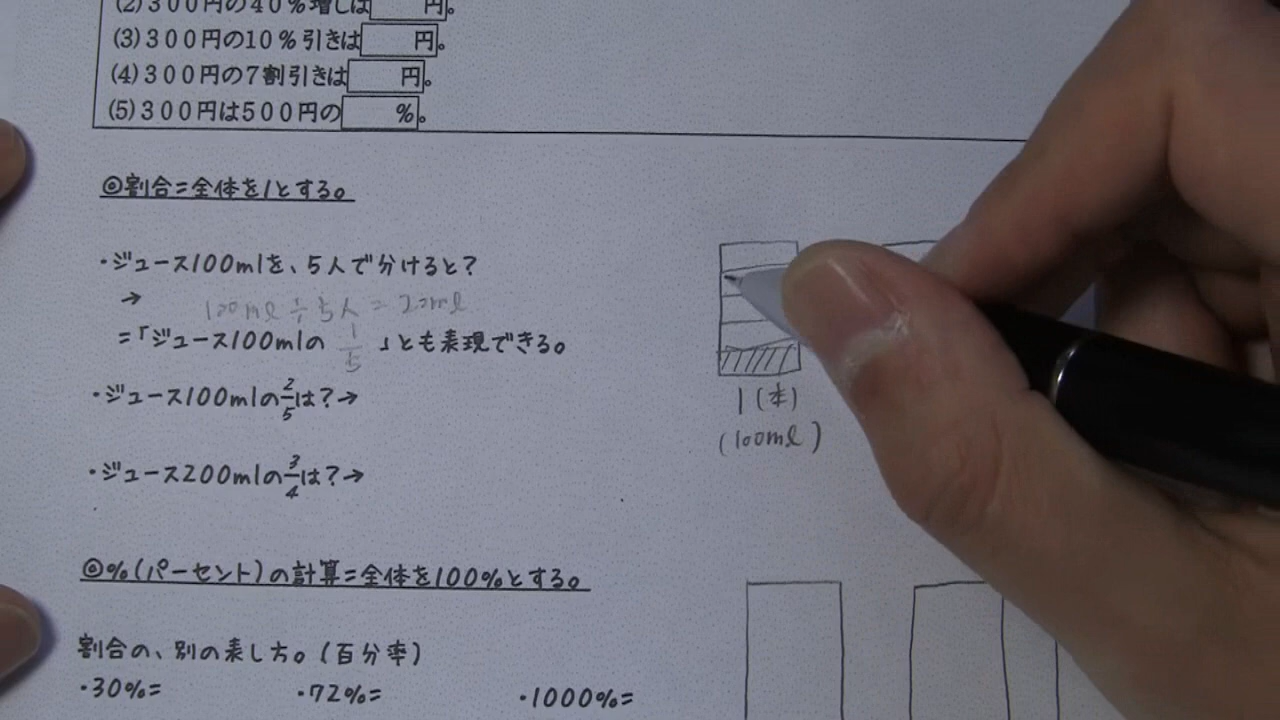 (2)300円の40%増しは 円。
(3)300円の10%引きは 円。
(4)300円の7割引きは 円。
(5)300円は500円の %。
◎割合=全体を1とする。
・ジュース100mlを、5人で分けると?
→ 100ml÷5人=20ml
=「ジュース100mlの 1/5 」とも表現できる。
・ジュース100mlの2/5は?→
・ジュース200mlの3/4は?→
1(本)
(100ml)
◎%(パーセント)の計算=全体を100%とする。
割合の、別の表し方。(百分率)
・30%= ・72%= ・1000%=